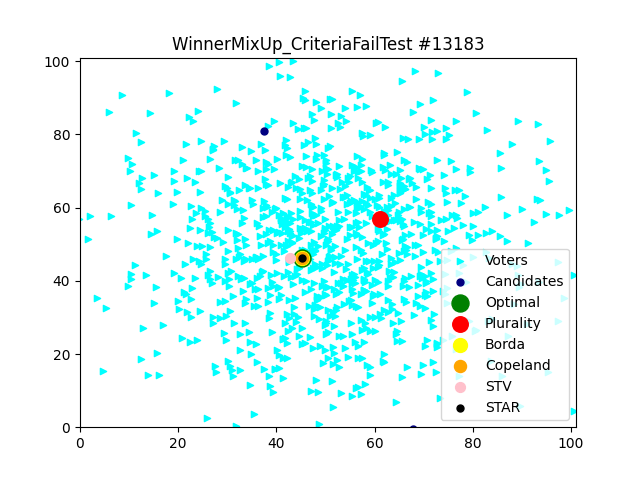 WinnerMixUp_CriteriaFailTest #13183
100
80
60
40
20
0
0
20
40
60
80
100
Voters
Candidates
Optimal
Plurality
Borda
Copeland
STV
STAR